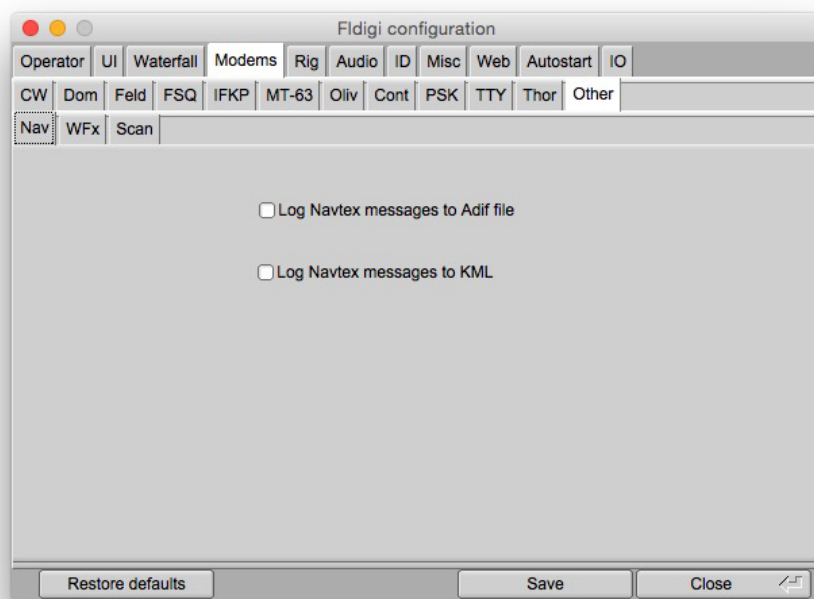 Fldigi configuration
Operator UI Waterfall Modems Rig Audio ID Misc Web Autostart IO
CW Dom Feld FSQ IFKP MT-63 Oliv Cont PSK TTY Thor Other
Nav WFx Scan
Log Navtex messages to Adif file
Log Navtex messages to KML
Restore defaults Save Close